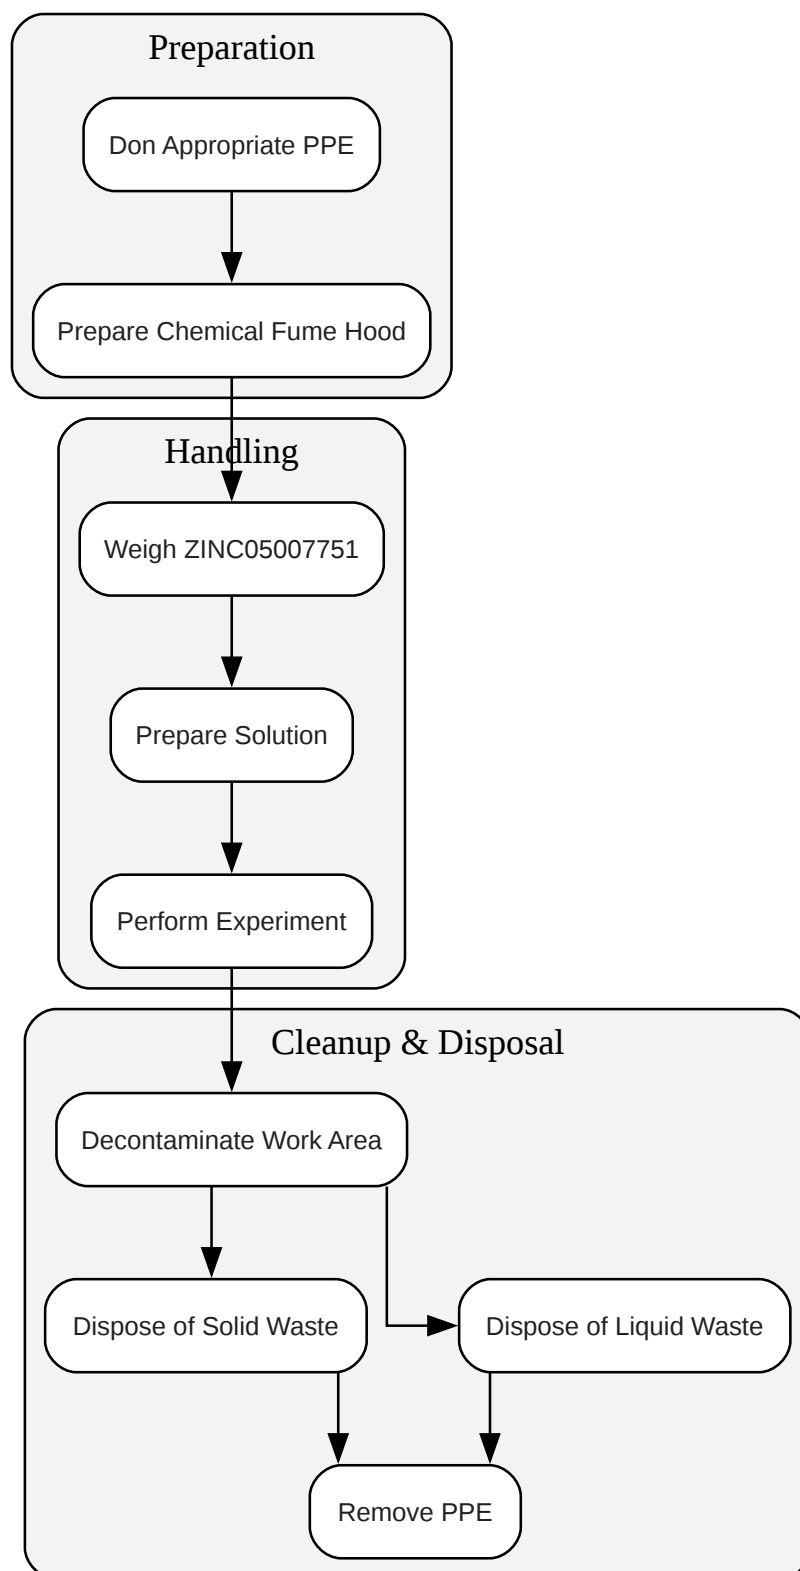 Preparation
Don Appropriate PPE
Prepare Chemical Fume Hood
Handling
Weigh ZINC05007751
Prepare Solution
Perform Experiment
Cleanup & Disposal
Decontaminate Work Area
Dispose of Solid Waste
Dispose of Liquid Waste
Remove PPE